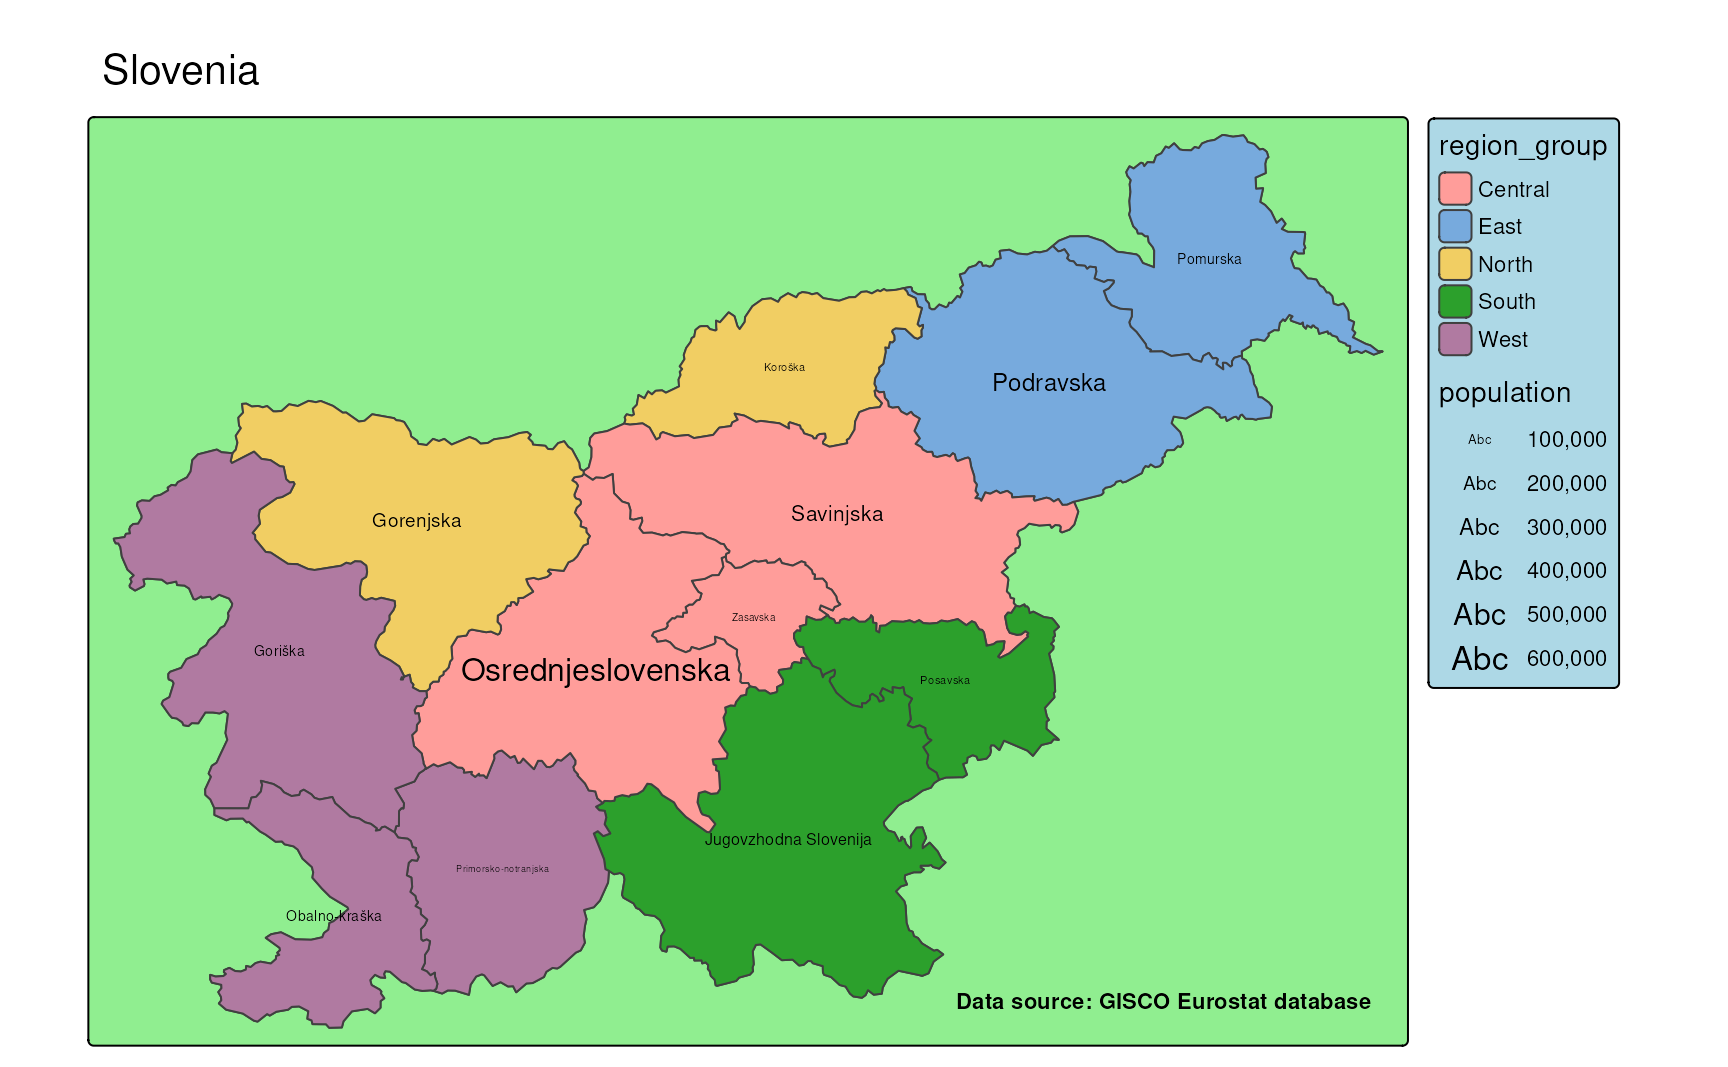 Slovenia
Pomurska
Koroška
Podravska
Savinjska
Gorenjska
Zasavska
Goriška
Osrednjeslovenska
Posavska
Jugovzhodna Slovenija
Primorsko-notranjska
Obalno-kraška
Data source: GISCO Eurostat database
region_group
Central
East
North
South
West
population
Abc 100,000
Abc 200,000
Abc 300,000
Abc 400,000
Abc 500,000
Abc 600,000